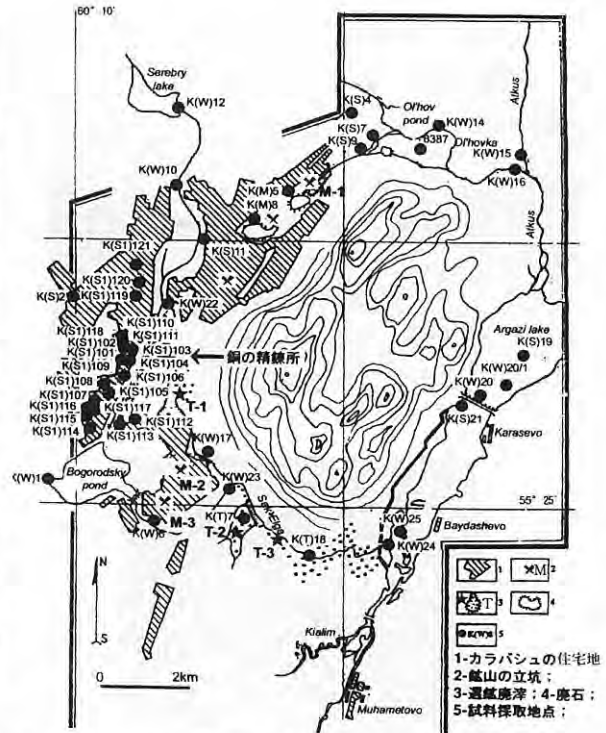 60 10
Serebry
lake
K(W)12
K(S)4
Ol'hov
pond
K(S)7
K(W)14
K(S)9
8387
Ol'hovka
Atkus
K(W)15
K(W)16
K(W)10
K(M)5
M-1
K(M)8
K(S)11
Atkus
K(S1)121
K(S1)120
K(S)2
K(S1)119
K(W)22
K(S1)118
K(S1)110
K(S1)102
K(S1)111
K(S1)101
K(S1)103
K(S1)109
K(S1)104
銅の精練所
K(S1)108
K(S1)106
K(S1)107
K(S1)105
T-1
K(S1)116
K(S1)117
K(S1)115
K(S1)112
K(S1)114
K(S1)113
Argazi lake
K(S)19
K(W)20/1
K(W)20
K(S)21
Karasevo
K(W)17
K(W)1
Bogorodsky
pond
M-2
K(W)23
55° 25
M-3
K(W)6
K(T)7
T-2
T-3
K(T)18
K(W)25
K(W)24
Baydashevo
N
S
0 2km
Kialim
Muhametovo
1
M 2
T 3
4
K(W)6 5
1-カラバシュの住宅地
2-鉱山の立坑;
3-選鉱廃滓;4-廃石;
5-試料採取地点;